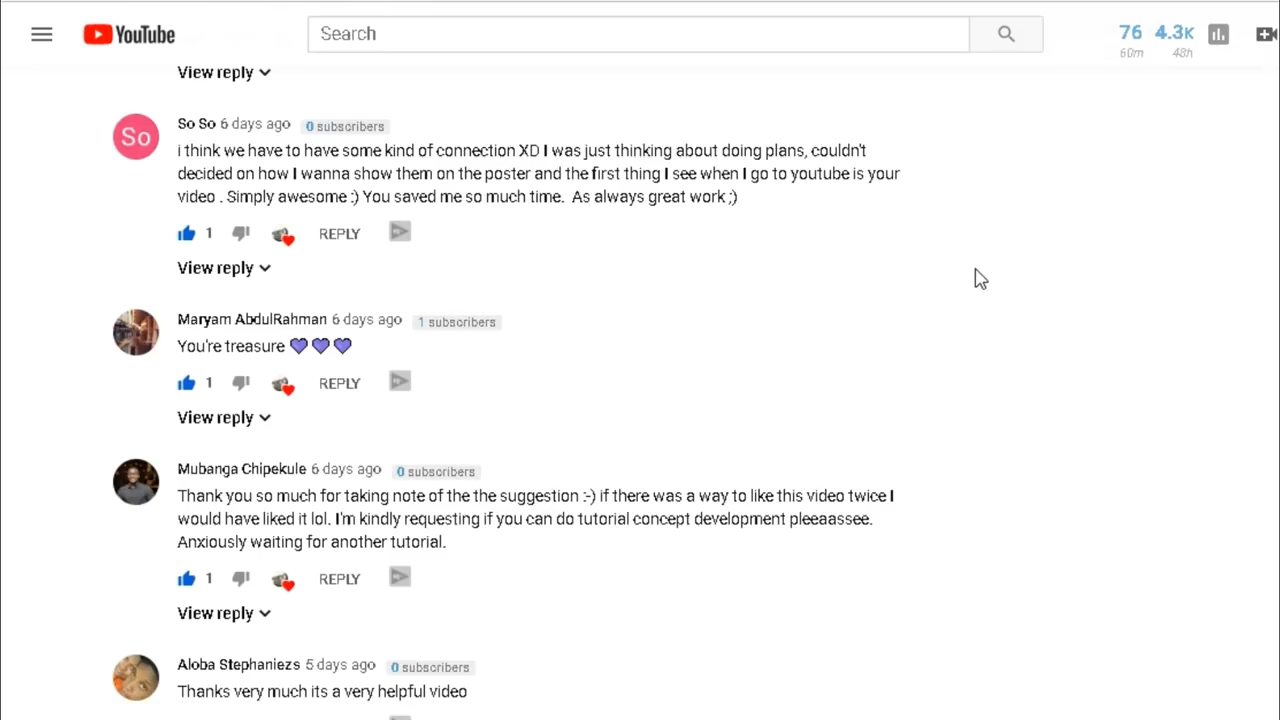 YouTube
Search
76 4.3K
60m 48h
View reply
So
So So 6 days ago 0 subscribers
i think we have to have some kind of connection XD I was just thinking about doing plans, couldn't
decided on how I wanna show them on the poster and the first thing I see when I go to youtube is your
video . Simply awesome :) You saved me so much time. As always great work ;)
1 REPLY
View reply
Maryam AbdulRahman 6 days ago 1 subscribers
You're treasure 💜 💜 💜
1 REPLY
View reply
Mubanga Chipekule 6 days ago 0 subscribers
Thank you so much for taking note of the the suggestion :-) if there was a way to like this video twice I
would have liked it lol. I'm kindly requesting if you can do tutorial concept development pleeaassee.
Anxiously waiting for another tutorial.
1 REPLY
View reply
Aloba Stephaniezs 5 days ago 0 subscribers
Thanks very much its a very helpful video